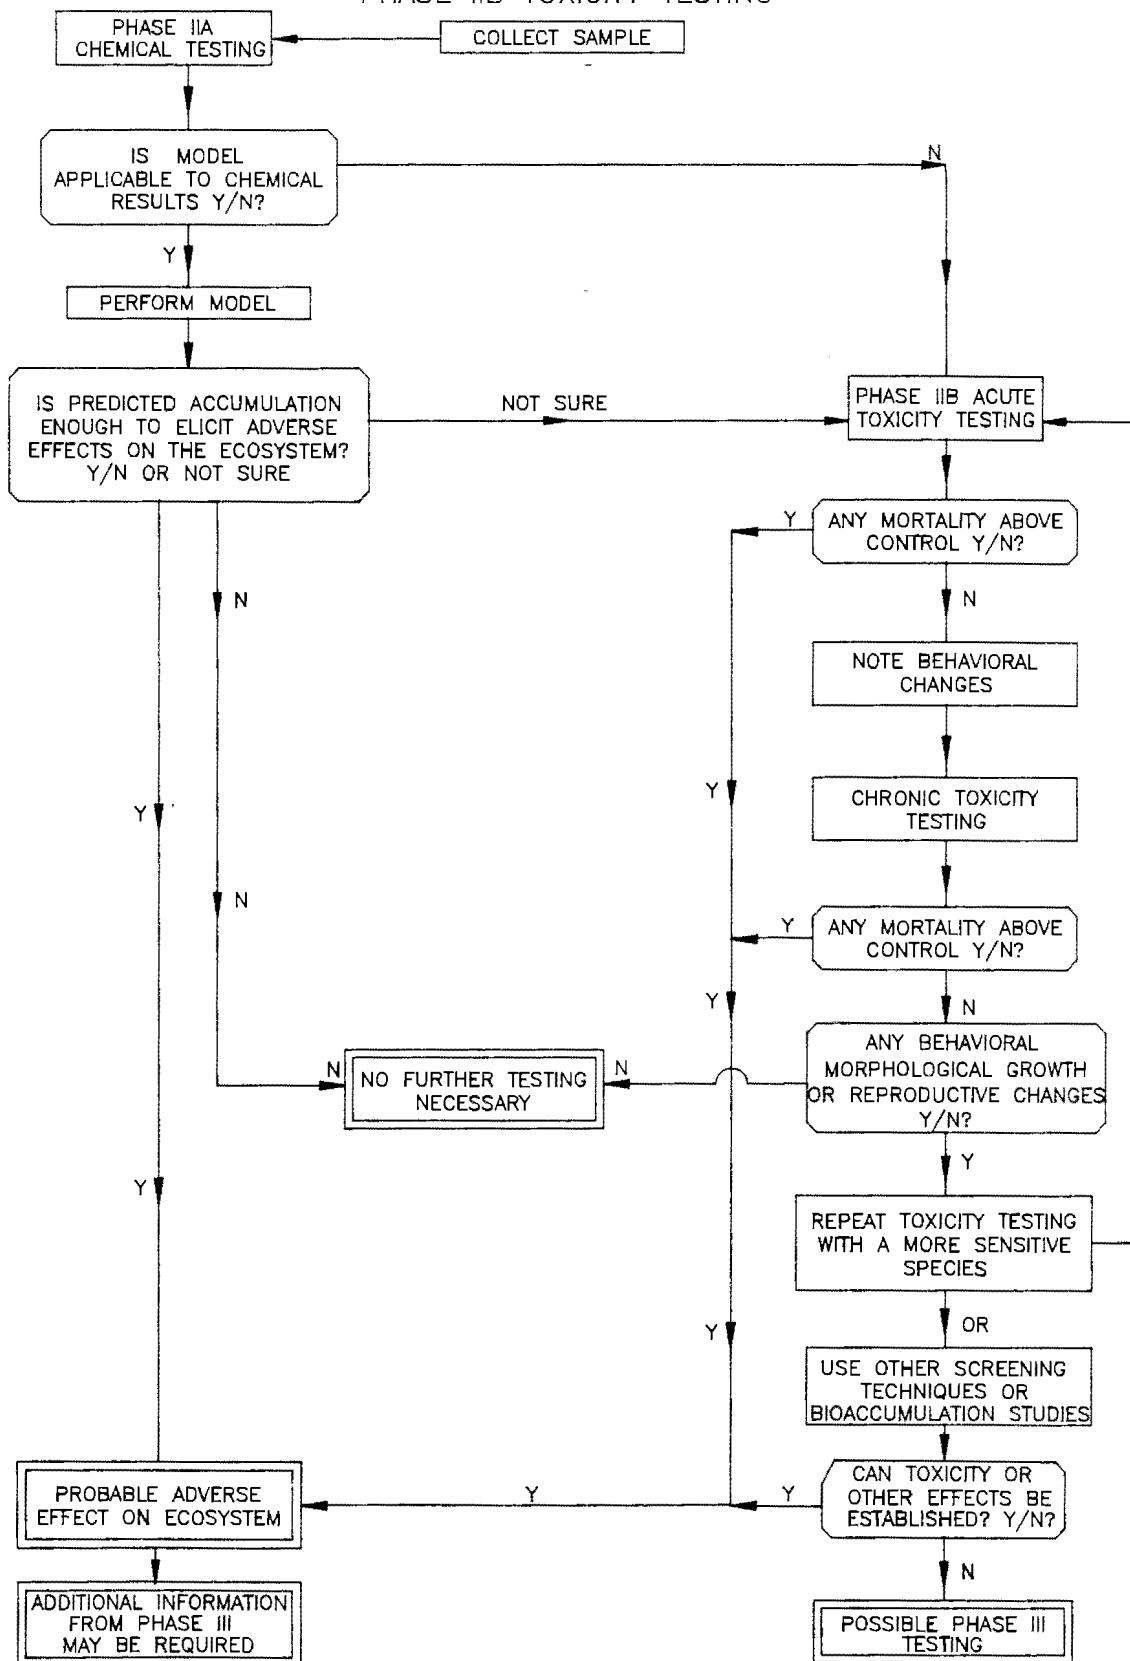 PHASE IIB TOXICITY TESTING
PHASE IIA
CHEMICAL TESTING
COLLECT SAMPLE
IS MODEL
APPLICABLE TO CHEMICAL
RESULTS Y/N?
N
Y
PERFORM MODEL
IS PREDICTED ACCUMULATION
ENOUGH TO ELICIT ADVERSE
EFFECTS ON THE ECOSYSTEM?
Y/N OR NOT SURE
NOT SURE
PHASE IIB ACUTE
TOXICITY TESTING
Y
ANY MORTALITY ABOVE
CONTROL Y/N?
N
N
NOTE BEHAVIORAL
CHANGES
Y
Y
CHRONIC TOXICITY
TESTING
N
Y
ANY MORTALITY ABOVE
CONTROL Y/N?
Y
N
N
NO FURTHER TESTING
NECESSARY
N
ANY BEHAVIORAL
MORPHOLOGICAL GROWTH
OR REPRODUCTIVE CHANGES
Y/N?
Y
Y
REPEAT TOXICITY TESTING
WITH A MORE SENSITIVE
SPECIES
Y
OR
USE OTHER SCREENING
TECHNIQUES OR
BIOACCUMULATION STUDIES
PROBABLE ADVERSE
EFFECT ON ECOSYSTEM
Y
Y
CAN TOXICITY OR
OTHER EFFECTS BE
ESTABLISHED? Y/N?
N
ADDITIONAL INFORMATION
FROM PHASE III
MAY BE REQUIRED
POSSIBLE PHASE III
TESTING